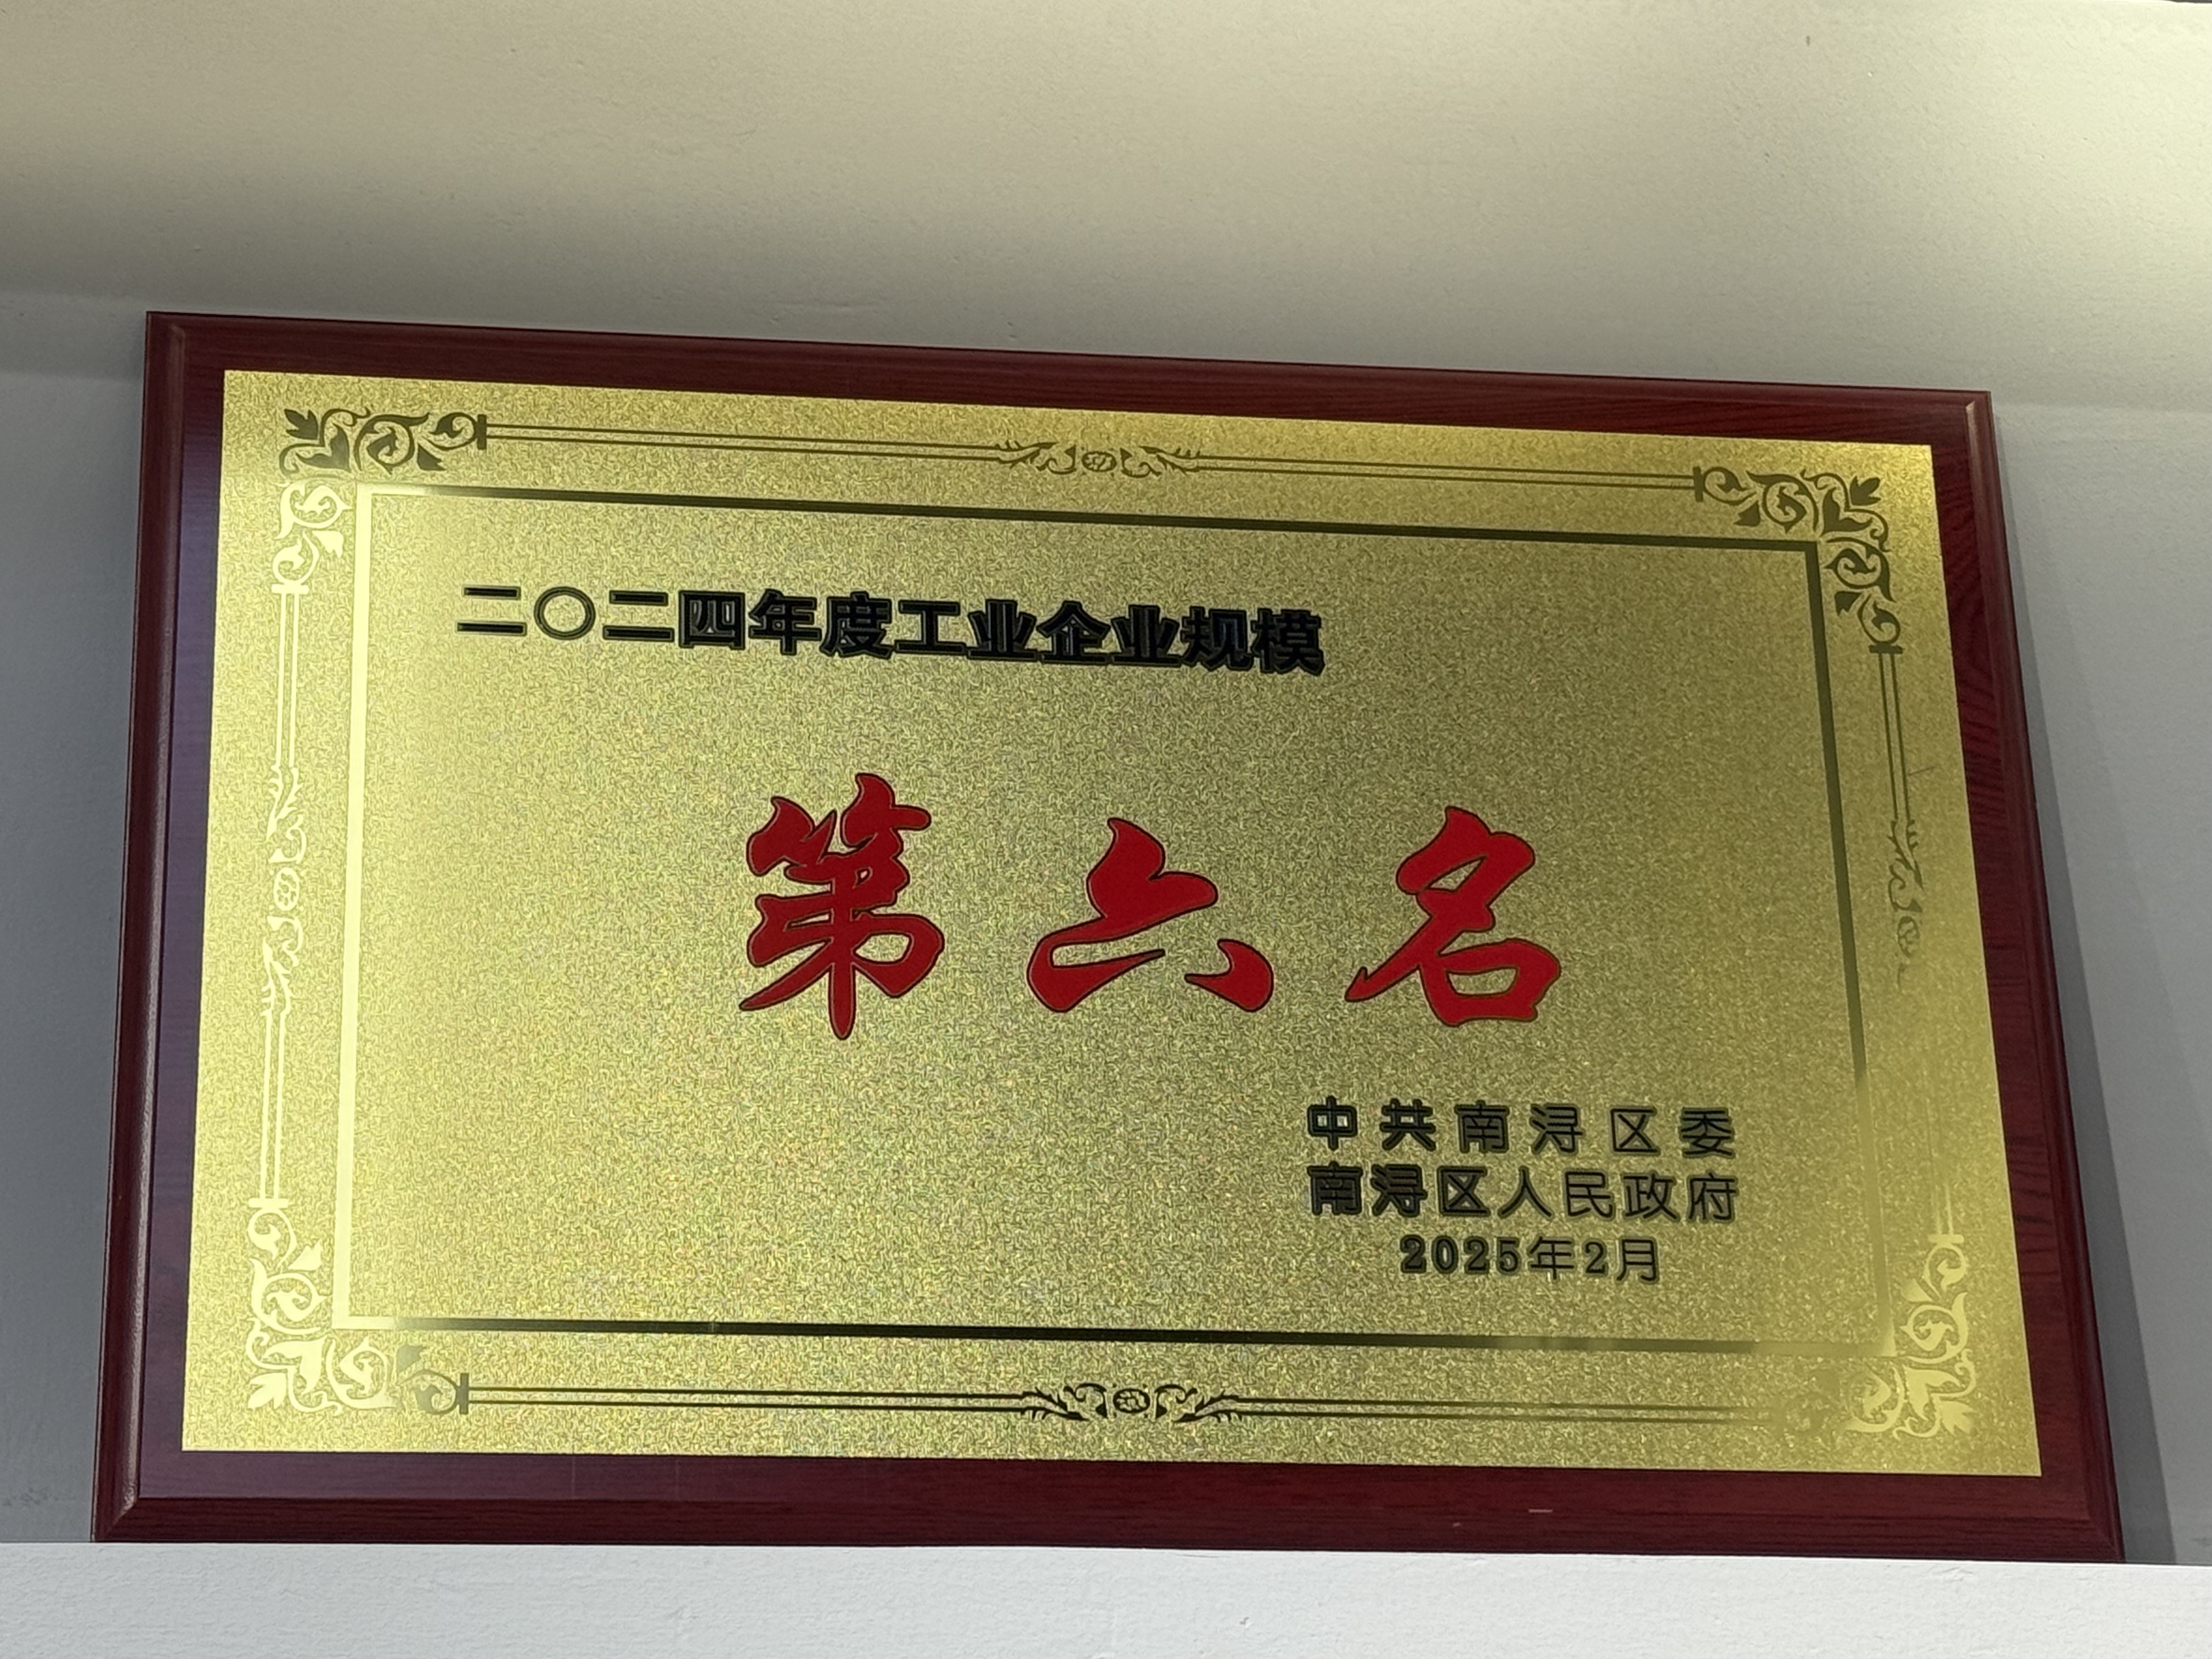 二〇二四年度工业企业规模
第六名
中共南浔区委
南浔区人民政府
2025年2月